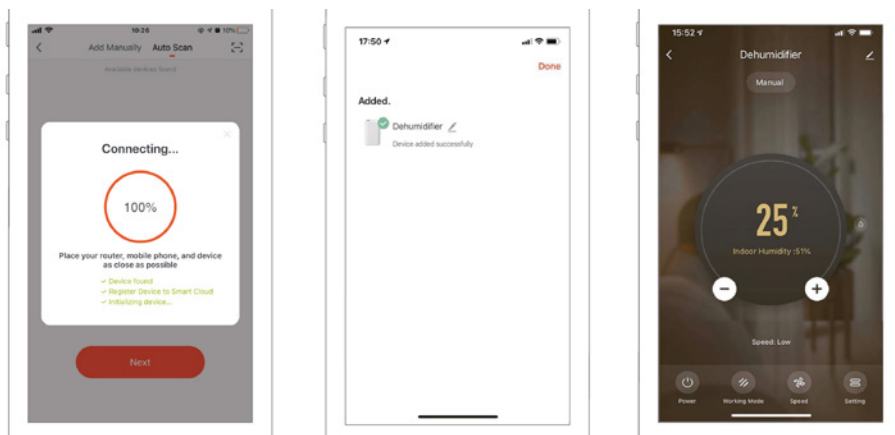 10:26
10%
Add Manually Auto Scan
Available devices found
Connecting...
100%
Place your router, mobile phone, and device
as close as possible
✓ Device found
✓ Register Device to Smart Cloud
✓ Initializing device...
Next
17:50
Done
Added.
Dehumidifier
Device added successfully
15:52
Dehumidifier
Manual
25%
Indoor Humidity :51%
Speed: Low
Power Working Mode Speed Setting